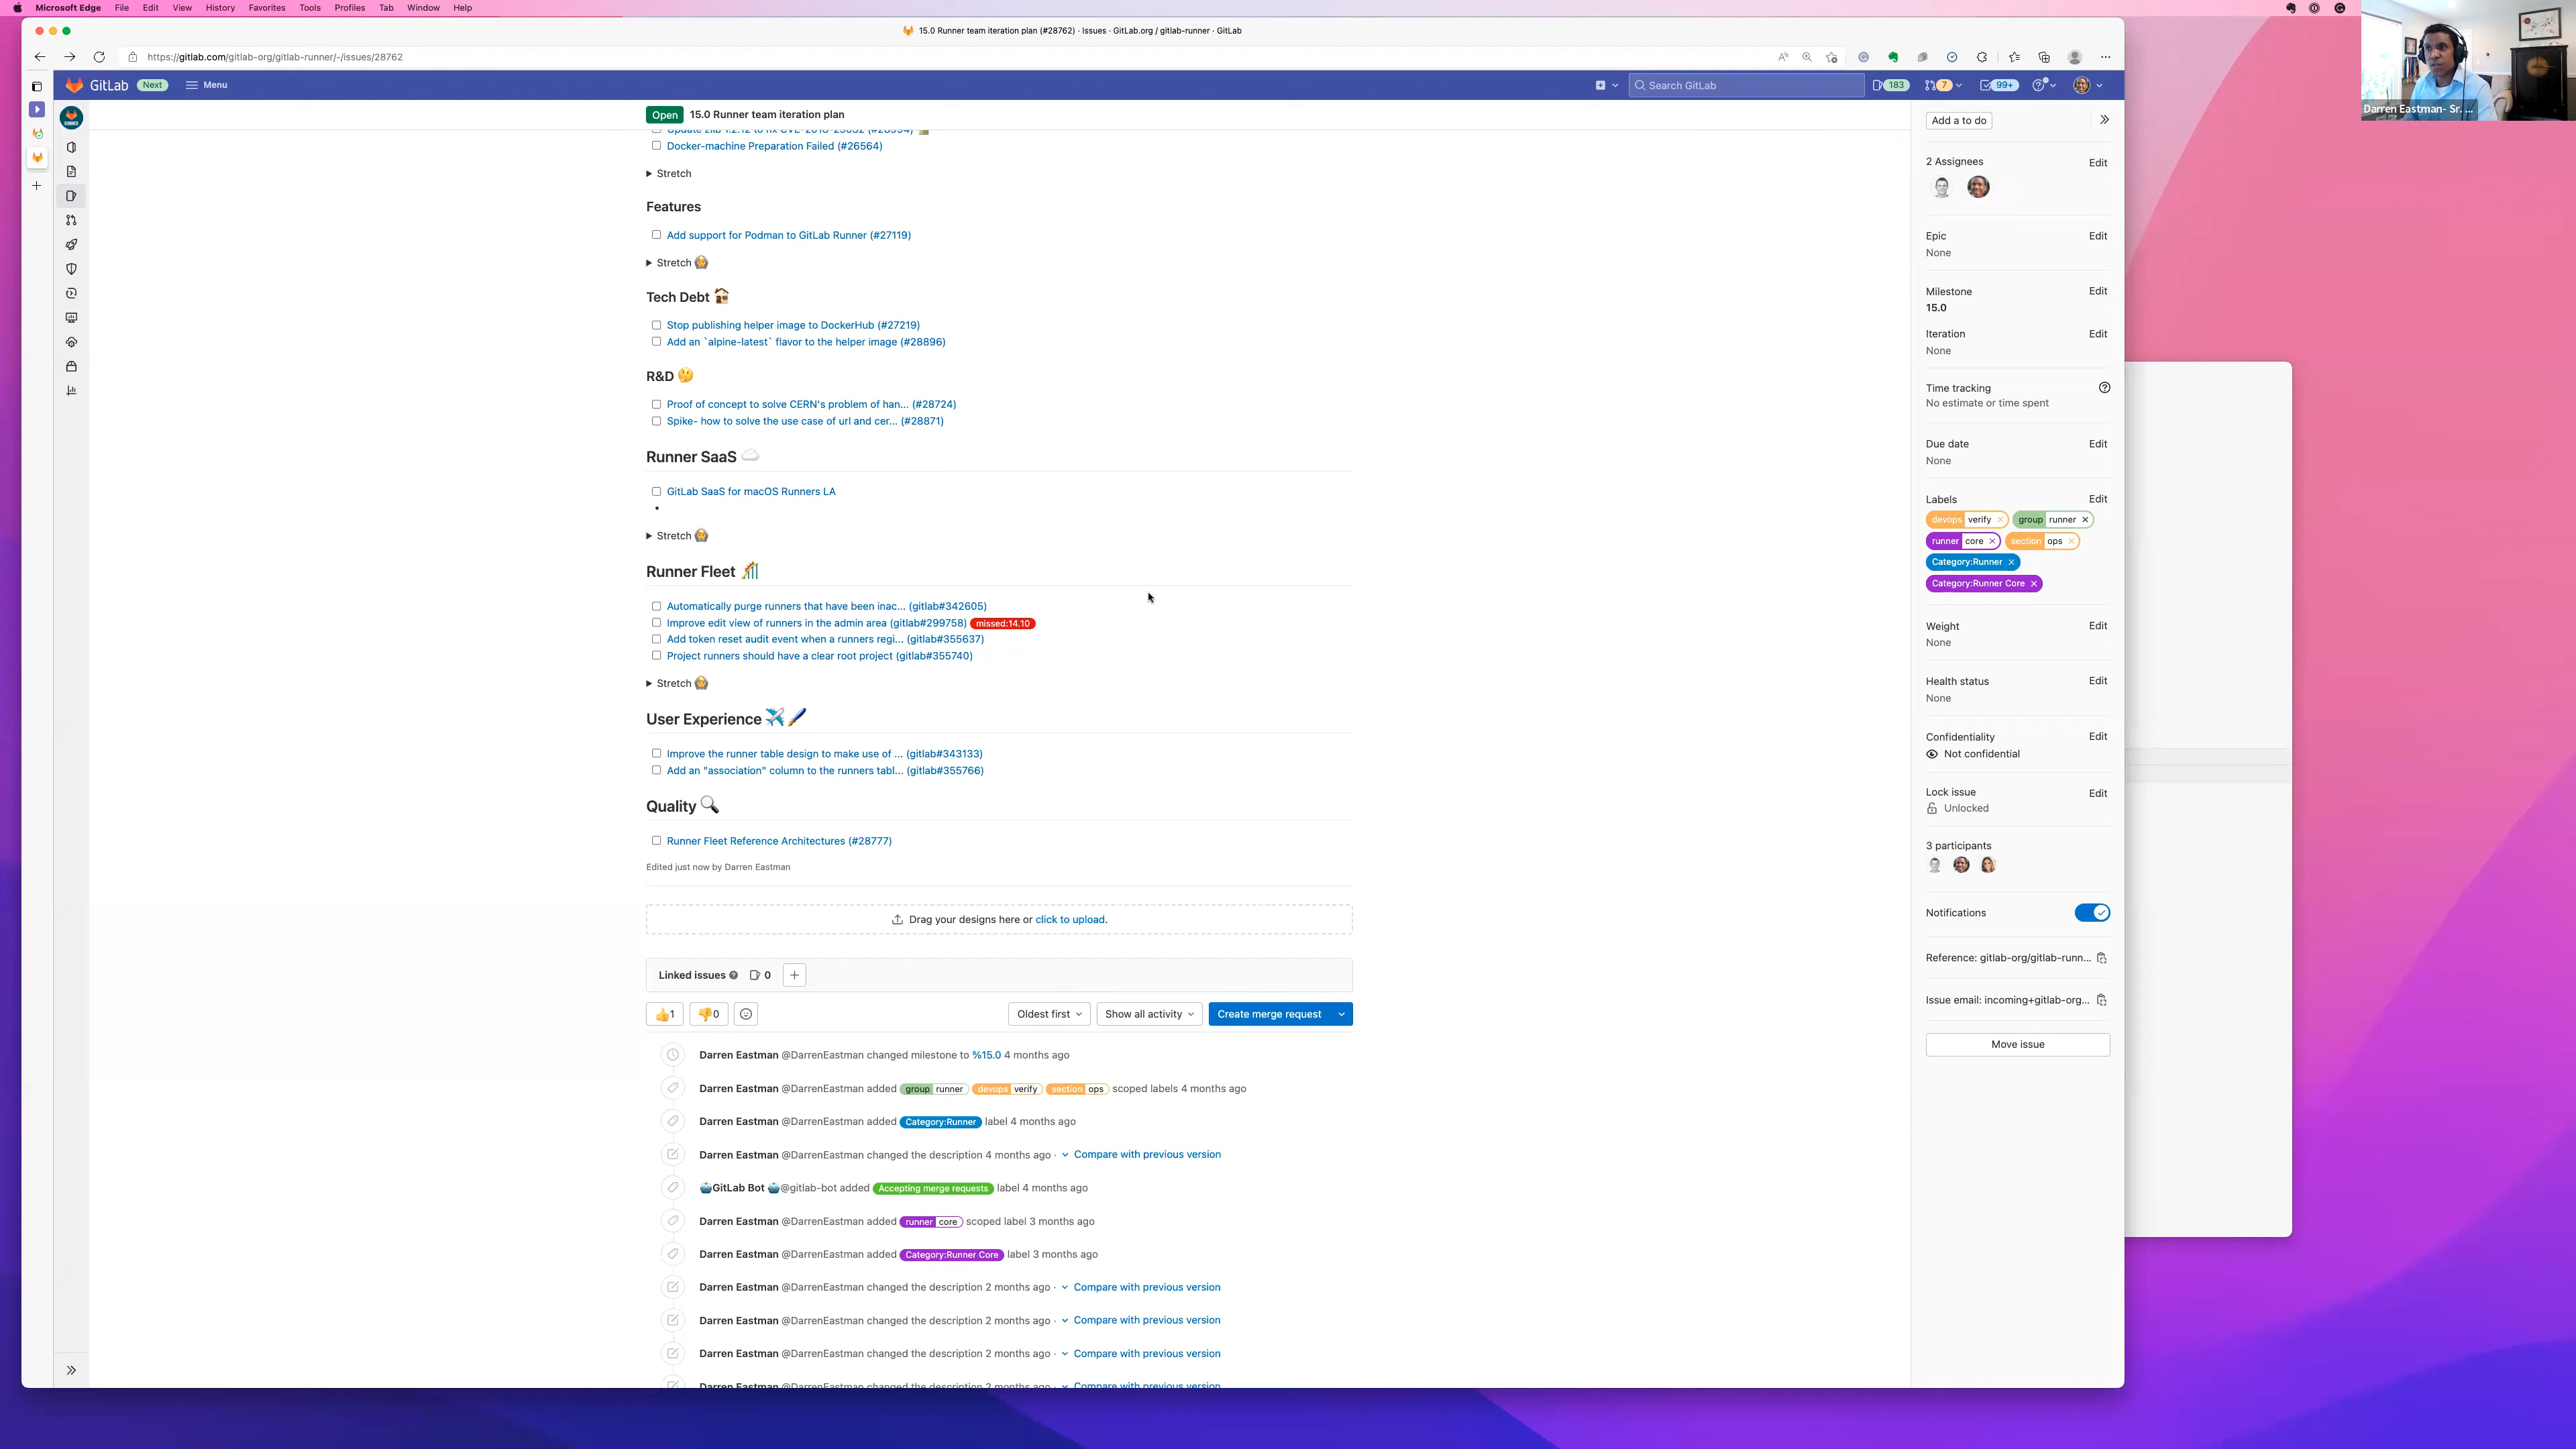 Microsoft Edge File Edit View History Favorites Tools Profiles Tab Window Help
15.0 Runner team iteration plan (#28762) · Issues · GitLab.org / gitlab-runner · GitLab
https://gitlab.com/gitlab-org/gitlab-runner/-/issues/28762
Darren Eastman- Sr. ...
GitLab Next Menu
Search GitLab
183 7 99+
Open 15.0 Runner team iteration plan
Docker-machine Preparation Failed (#26564)
Stretch
Features
Add support for Podman to GitLab Runner (#27119)
Stretch
Tech Debt
Stop publishing helper image to DockerHub (#27219)
Add an `alpine-latest` flavor to the helper image (#28896)
R&D
Proof of concept to solve CERN's problem of han... (#28724)
Spike- how to solve the use case of url and cer... (#28871)
Runner SaaS
GitLab SaaS for macOS Runners LA
Stretch
Runner Fleet
Automatically purge runners that have been inac... (gitlab#342605)
Improve edit view of runners in the admin area (gitlab#299758) missed:14.10
Add token reset audit event when a runners regi... (gitlab#355637)
Project runners should have a clear root project (gitlab#355740)
Stretch
User Experience
Improve the runner table design to make use of ... (gitlab#343133)
Add an "association" column to the runners tabl... (gitlab#355766)
Quality
Runner Fleet Reference Architectures (#28777)
Edited just now by Darren Eastman
Drag your designs here or click to upload.
Linked issues 0
1 0
Oldest first Show all activity Create merge request
Darren Eastman @DarrenEastman changed milestone to %15.0 4 months ago
Darren Eastman @DarrenEastman added group runner devops verify section ops scoped labels 4 months ago
Darren Eastman @DarrenEastman added Category:Runner label 4 months ago
Darren Eastman @DarrenEastman changed the description 4 months ago · Compare with previous version
GitLab Bot @gitlab-bot added Accepting merge requests label 4 months ago
Darren Eastman @DarrenEastman added runner core scoped label 3 months ago
Darren Eastman @DarrenEastman added Category:Runner Core label 3 months ago
Darren Eastman @DarrenEastman changed the description 2 months ago · Compare with previous version
Darren Eastman @DarrenEastman changed the description 2 months ago · Compare with previous version
Darren Eastman @DarrenEastman changed the description 2 months ago · Compare with previous version
Darren Eastman @DarrenEastman changed the description 2 months ago · Compare with previous version
Add a to do
2 Assignees Edit
Epic Edit
None
Milestone Edit
15.0
Iteration Edit
None
Time tracking
No estimate or time spent
Due date Edit
None
Labels Edit
devops verify group runner
runner core section ops
Category:Runner
Category:Runner Core
Weight Edit
None
Health status Edit
None
Confidentiality Edit
Not confidential
Lock issue Edit
Unlocked
3 participants
Notifications
Reference: gitlab-org/gitlab-runn...
Issue email: incoming+gitlab-org...
Move issue